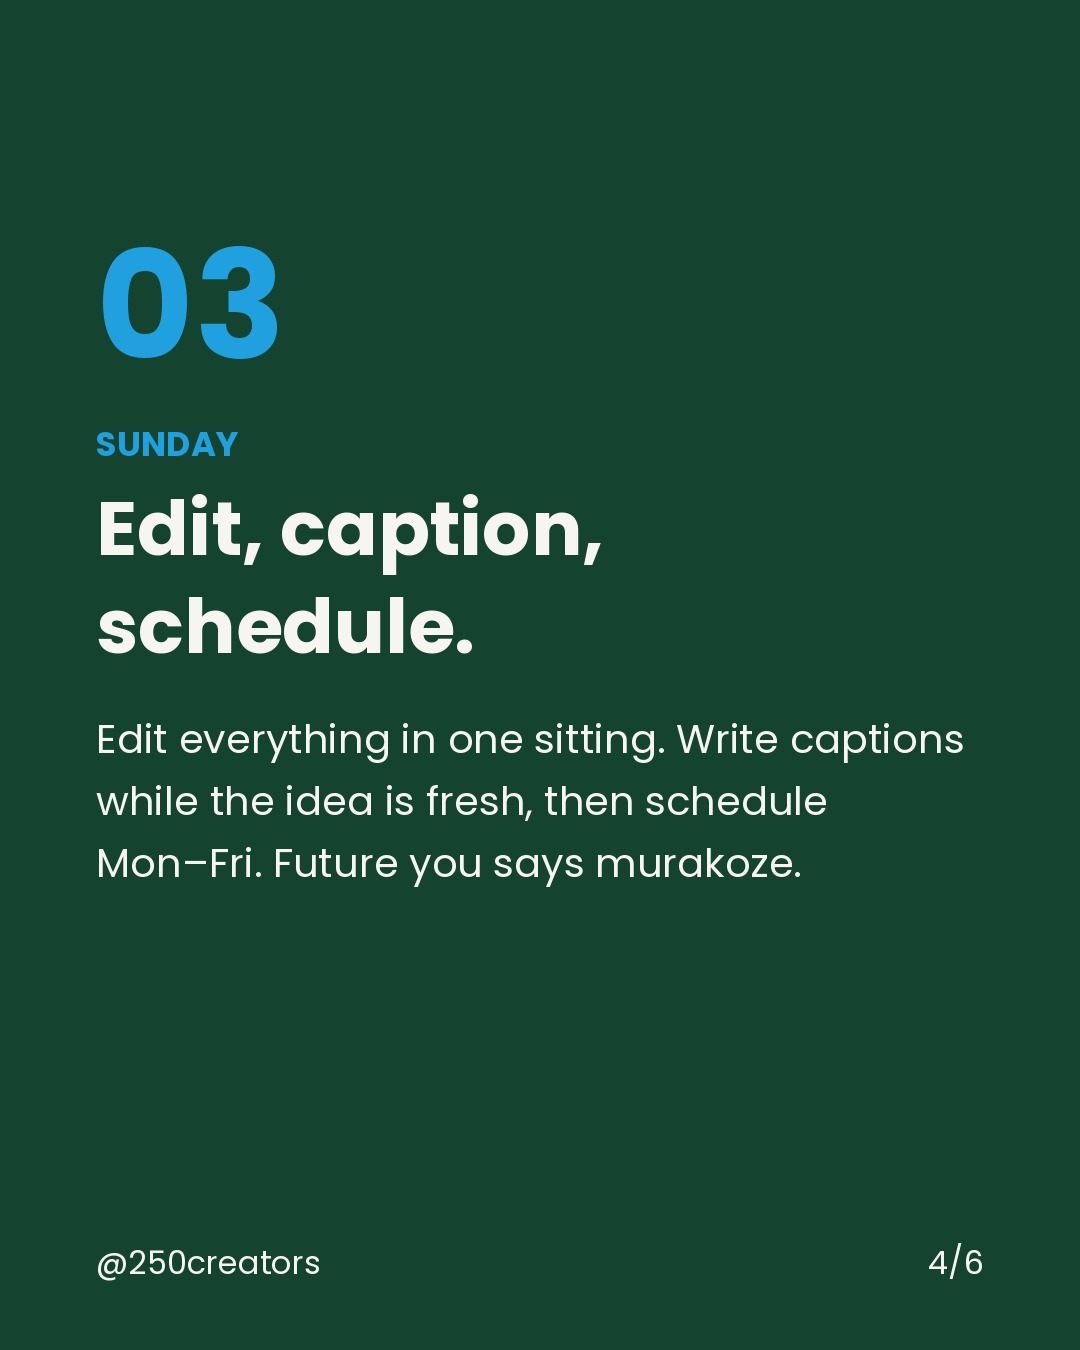 03
SUNDAY
Edit, caption,
schedule.
Edit everything in one sitting. Write captions
while the idea is fresh, then schedule
Mon–Fri. Future you says murakoze.
@250creators
4/6